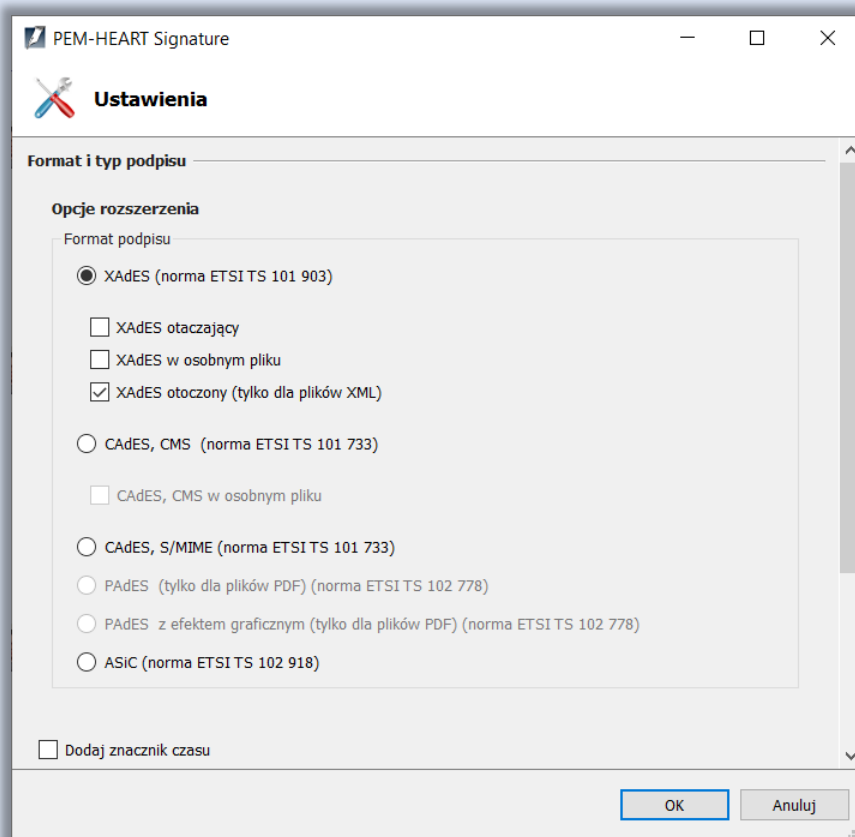 PEM-HEART Signature
Ustawienia
Format i typ podpisu
Opcje rozszerzenia
Format podpisu
XAdES (norma ETSI TS 101 903)
XAdES otaczający
XAdES w osobnym pliku
XAdES otoczony (tylko dla plików XML)
CAdES, CMS (norma ETSI TS 101 733)
CAdES, CMS w osobnym pliku
CAdES, S/MIME (norma ETSI TS 101 733)
PAdES (tylko dla plików PDF) (norma ETSI TS 102 778)
PAdES z efektem graficznym (tylko dla plików PDF) (norma ETSI TS 102 778)
ASiC (norma ETSI TS 102 918)
Dodaj znacznik czasu
OK Anuluj